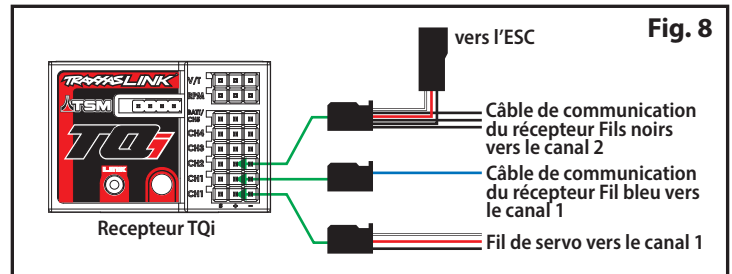 Fig. 8
vers l’ESC
TRAXXAS LINK
TSM
TQi
LINK
V/T
RPM
BATT/
CH5
CH4
CH3
CH2
CH1
CH1
S + -
Recepteur TQi
Câble de communication
du récepteur Fils noirs
vers le canal 2
Câble de communication
du récepteur Fil bleu vers
le canal 1
Fil de servo vers le canal 1